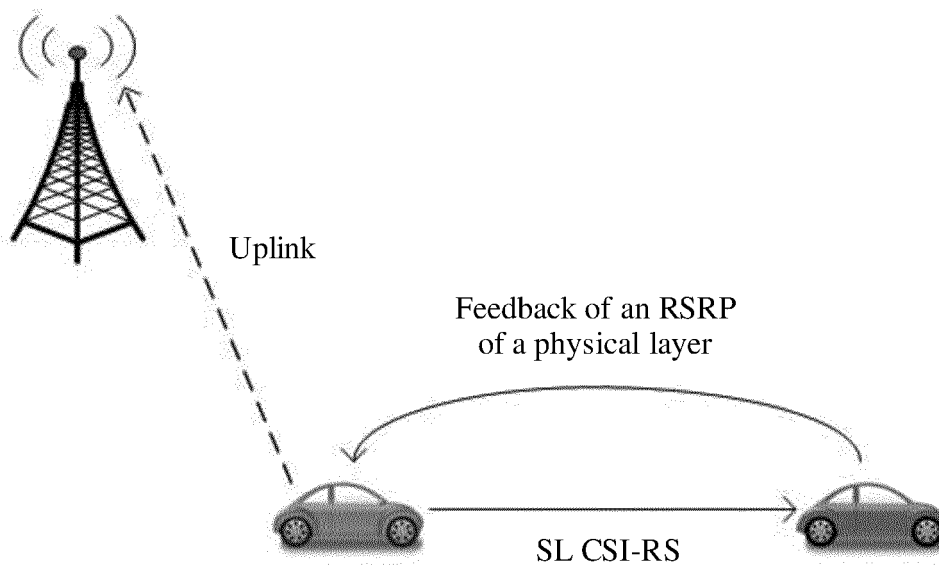 Uplink
Feedback of an RSRP
of a physical layer
SL CSI-RS